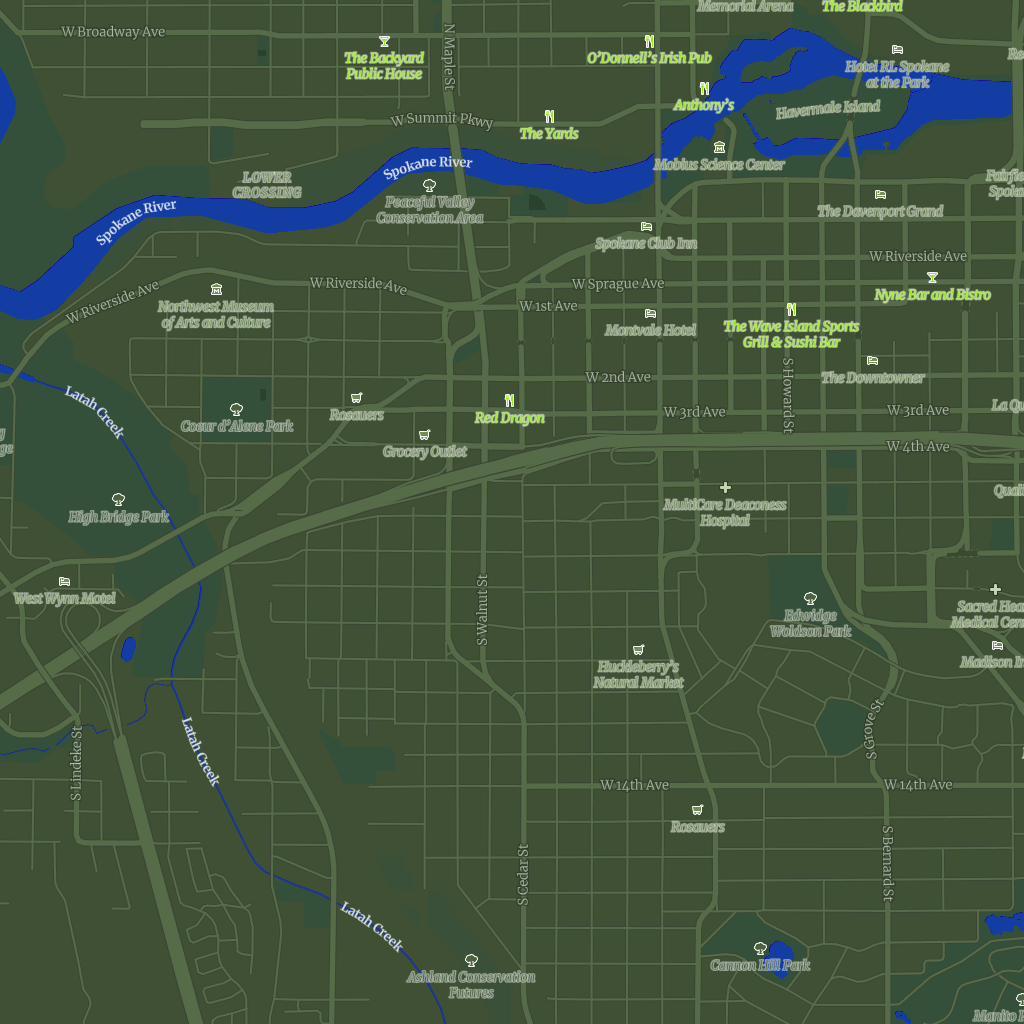 Memorial Arena
The Blackbird
W Broadway Ave
N Maple St
The Backyard
Public House
O'Donnell's Irish Pub
Hotel RL Spokane
at the Park
Anthony's
Havermale Island
W Summit Pkwy
The Yards
Spokane River
Mobius Science Center
LOWER
CROSSING
Peaceful Valley
Conservation Area
The Davenport Grand
Spokane River
Spokane Club Inn
W Riverside Ave
W Riverside Ave
W Riverside Ave
W Sprague Ave
Nyne Bar and Bistro
Northwest Museum
of Arts and Culture
W 1st Ave
Montvale Hotel
The Wave Island Sports
Grill & Sushi Bar
S Howard St
W 2nd Ave
The Downtowner
Latah Creek
Rosauers
Red Dragon
W 3rd Ave
W 3rd Ave
Coeur d'Alene Park
Grocery Outlet
W 4th Ave
High Bridge Park
MultiCare Deaconess
Hospital
West Wynn Motel
S Walnut St
Edwidge
Woldson Park
Huckleberry's
Natural Market
S Grove St
S Lindeke St
Latah Creek
W 14th Ave
W 14th Ave
Rosauers
S Cedar St
S Bernard St
Latah Creek
Cannon Hill Park
Ashland Conservation
Futures